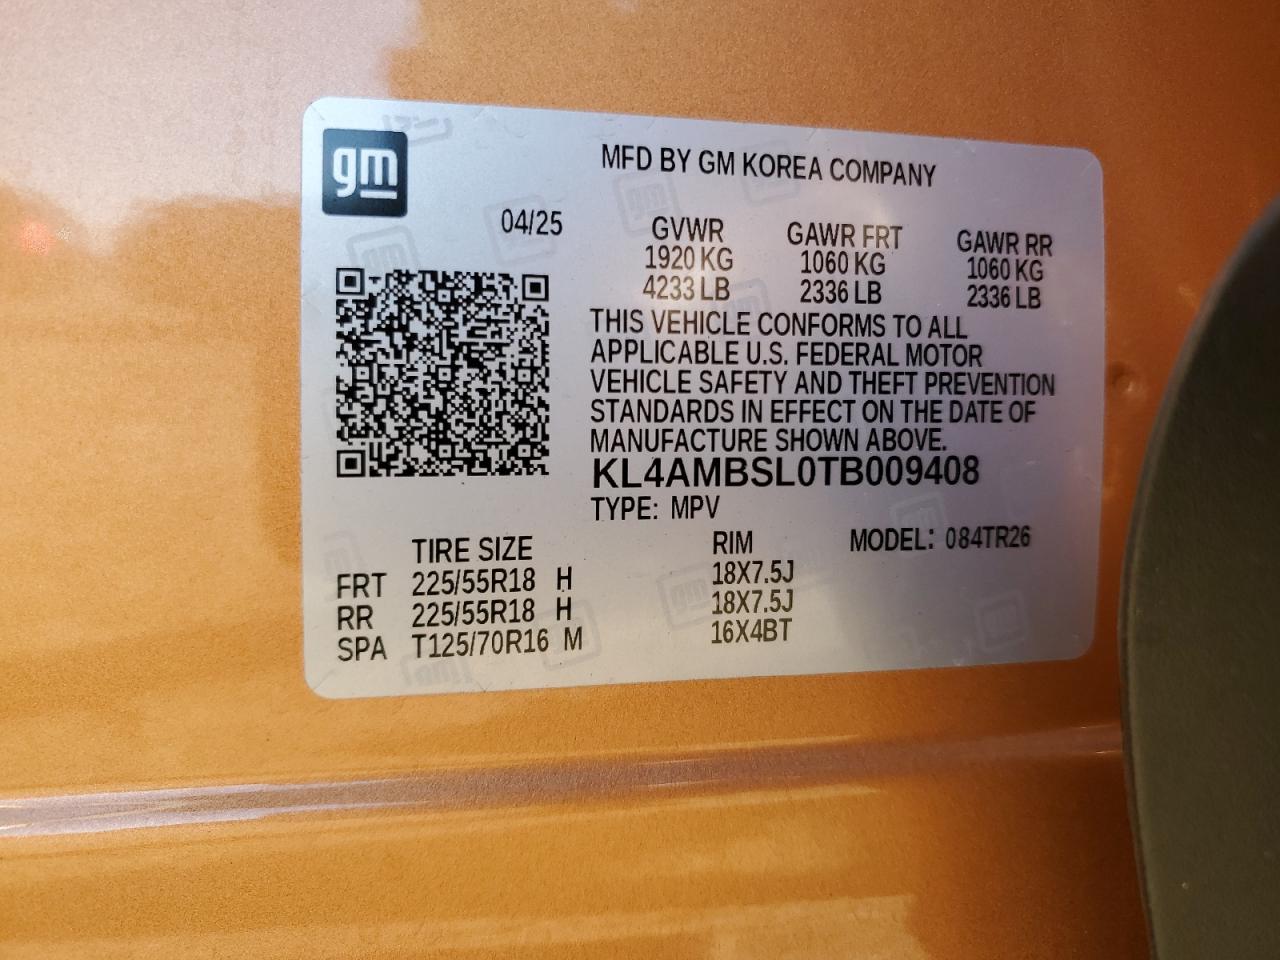 gm
MFD BY GM KOREA COMPANY
04/25
GVWR GAWR FRT GAWR RR
1920 KG 1060 KG 1060 KG
4233 LB 2336 LB 2336 LB
THIS VEHICLE CONFORMS TO ALL
APPLICABLE U.S. FEDERAL MOTOR
VEHICLE SAFETY AND THEFT PREVENTION
STANDARDS IN EFFECT ON THE DATE OF
MANUFACTURE SHOWN ABOVE.
KL4AMBSL0TB009408
TYPE: MPV
TIRE SIZE RIM MODEL: 084TR26
FRT 225/55R18 H 18X7.5J
RR 225/55R18 H 18X7.5J
SPA T125/70R16 M 16X4BT